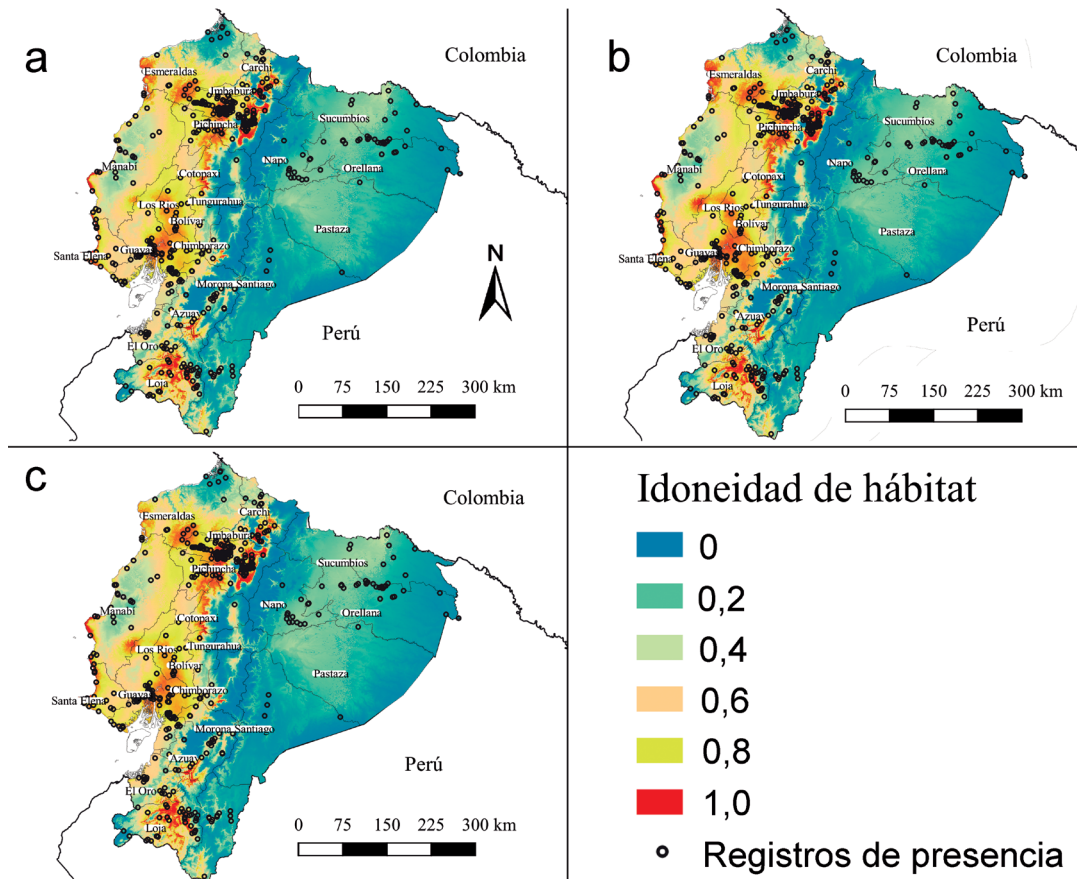 a
Colombia
Esmeraldas
Carchi
Imbabura
Pichincha
Sucumbios
Manabí
Napo
Orellana
Cotopaxi
Los Ríos
Tungurahua
Bolívar
Pastaza
Santa Elena
Guayas
Chimborazo
N
Morona Santiago
Azuay
El Oro
Perú
Loja
0 75 150 225 300 km
b
Colombia
Esmeraldas
Carchi
Imbabura
Pichincha
Sucumbios
Manabí
Napo
Orellana
Cotopaxi
Los Ríos
Tungurahua
Bolívar
Pastaza
Santa Elena
Guayas
Chimborazo
Morona Santiago
Azuay
El Oro
Perú
Loja
0 75 150 225 300 km
c
Colombia
Esmeraldas
Carchi
Imbabura
Pichincha
Sucumbios
Manabí
Napo
Orellana
Cotopaxi
Los Ríos
Tungurahua
Bolívar
Pastaza
Santa Elena
Guayas
Chimborazo
Morona Santiago
Azuay
El Oro
Perú
Loja
0 75 150 225 300 km
Idoneidad de hábitat
0
0,2
0,4
0,6
0,8
1,0
Registros de presencia